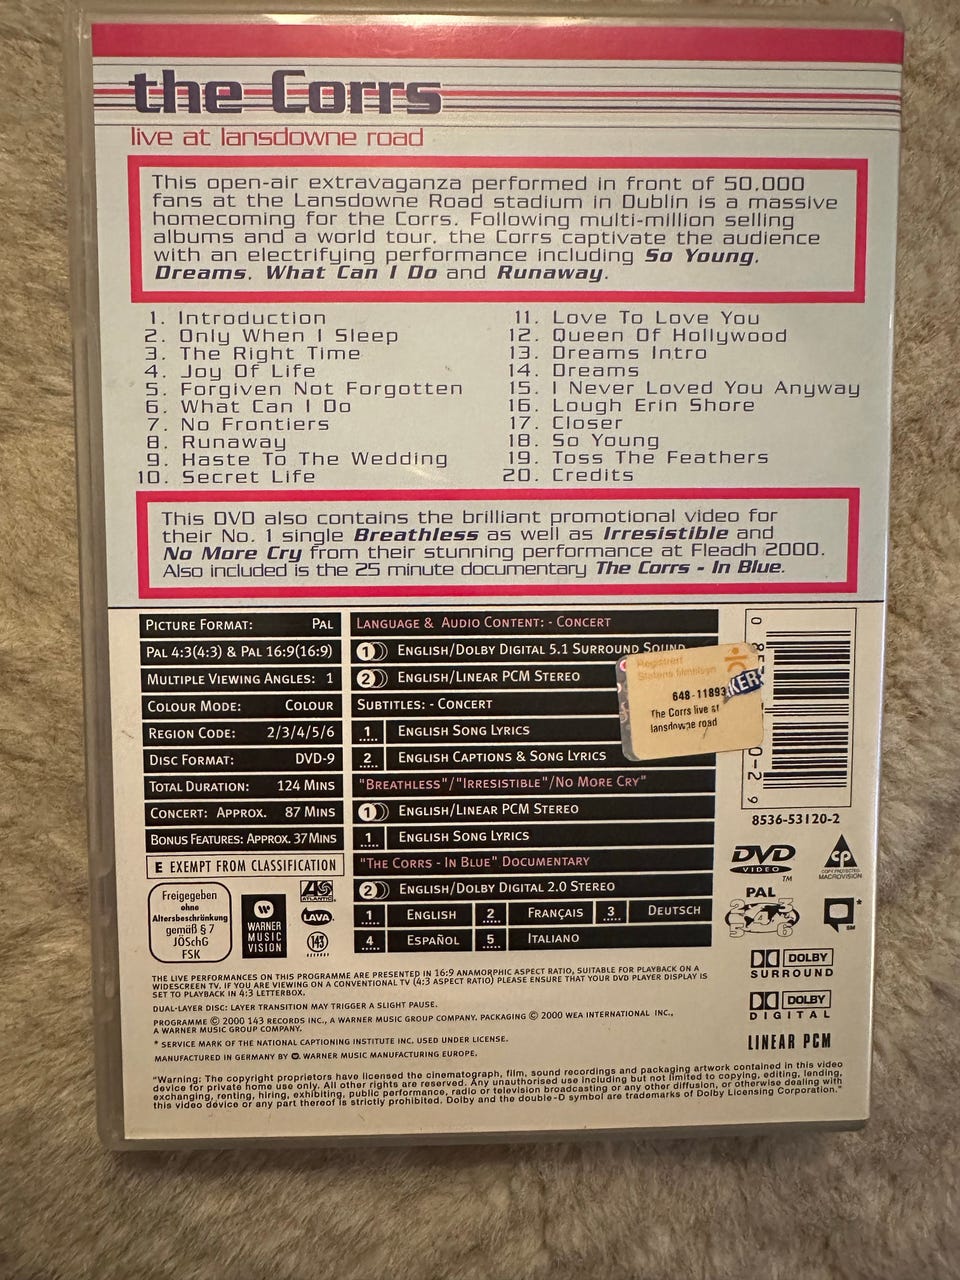 the Corrs
live at lansdowne road
This open-air extravaganza performed in front of 50,000
fans at the Lansdowne Road stadium in Dublin is a massive
homecoming for the Corrs. Following multi-million selling
albums and a world tour, the Corrs captivate the audience
with an electrifying performance including So Young,
Dreams, What Can I Do and Runaway.
1. Introduction
2. Only When I Sleep
3. The Right Time
4. Joy Of Life
5. Forgiven Not Forgotten
6. What Can I Do
7. No Frontiers
8. Runaway
9. Haste To The Wedding
10. Secret Life
11. Love To Love You
12. Queen Of Hollywood
13. Dreams Intro
14. Dreams
15. I Never Loved You Anyway
16. Lough Erin Shore
17. Closer
18. So Young
19. Toss The Feathers
20. Credits
This DVD also contains the brilliant promotional video for
their No. 1 single Breathless as well as Irresistible and
No More Cry from their stunning performance at Fleadh 2000.
Also included is the 25 minute documentary The Corrs - In Blue.
PICTURE FORMAT: PAL
PAL 4:3(4:3) & PAL 16:9(16:9)
MULTIPLE VIEWING ANGLES: 1
COLOUR MODE: COLOUR
REGION CODE: 2/3/4/5/6
DISC FORMAT: DVD-9
TOTAL DURATION: 124 MINS
CONCERT: APPROX. 87 MINS
BONUS FEATURES: APPROX. 37 MINS
E EXEMPT FROM CLASSIFICATION
Freigegeben
ohne
Altersbeschränkung
gemäß § 7
JÖSchG
FSK
WARNER
MUSIC
VISION
ATLANTIC
LAVA
143
RECORDS
LANGUAGE & AUDIO CONTENT: - CONCERT
1 ENGLISH/DOLBY DIGITAL 5.1 SURROUND SOUND
2 ENGLISH/LINEAR PCM STEREO
SUBTITLES: - CONCERT
1 ENGLISH SONG LYRICS
2 ENGLISH CAPTIONS & SONG LYRICS
"BREATHLESS"/"IRRESISTIBLE"/NO MORE CRY"
1 ENGLISH/LINEAR PCM STEREO
1 ENGLISH SONG LYRICS
"THE CORRS - IN BLUE" DOCUMENTARY
2 ENGLISH/DOLBY DIGITAL 2.0 STEREO
1 ENGLISH 2 FRANÇAIS 3 DEUTSCH
4 ESPAÑOL 5 ITALIANO
Registrert
Statens filmtilsyn
648-11893
The Corrs live at
lansdowne road
KERS
0 85
0-2 9
8536-53120-2
DVD
VIDEO
TM
COPY PROTECTED
MACROVISION
PAL
2 3
5 4 6
* SM
DOLBY
SURROUND
DOLBY
DIGITAL
LINEAR PCM
THE LIVE PERFORMANCES ON THIS PROGRAMME ARE PRESENTED IN 16:9 ANAMORPHIC ASPECT RATIO, SUITABLE FOR PLAYBACK ON A
WIDESCREEN TV. IF YOU ARE VIEWING ON A CONVENTIONAL TV (4:3 ASPECT RATIO) PLEASE ENSURE THAT YOUR DVD PLAYER DISPLAY IS
SET TO PLAYBACK IN 4:3 LETTERBOX.
DUAL-LAYER DISC: LAYER TRANSITION MAY TRIGGER A SLIGHT PAUSE.
PROGRAMME © 2000 143 RECORDS INC., A WARNER MUSIC GROUP COMPANY. PACKAGING © 2000 WEA INTERNATIONAL INC.,
A WARNER MUSIC GROUP COMPANY.
* SERVICE MARK OF THE NATIONAL CAPTIONING INSTITUTE INC. USED UNDER LICENSE.
MANUFACTURED IN GERMANY BY WARNER MUSIC MANUFACTURING EUROPE,
"Warning: The copyright proprietors have licensed the cinematograph, film, sound recordings and packaging artwork contained in this video
device for private home use only. All other rights are reserved. Any unauthorised use including but not limited to copying, editing, lending,
exchanging, renting, hiring, exhibiting, public performance, radio or television broadcasting or any other diffusion, or otherwise dealing with
this video device or any part thereof is strictly prohibited. Dolby and the double-D symbol are trademarks of Dolby Licensing Corporation."